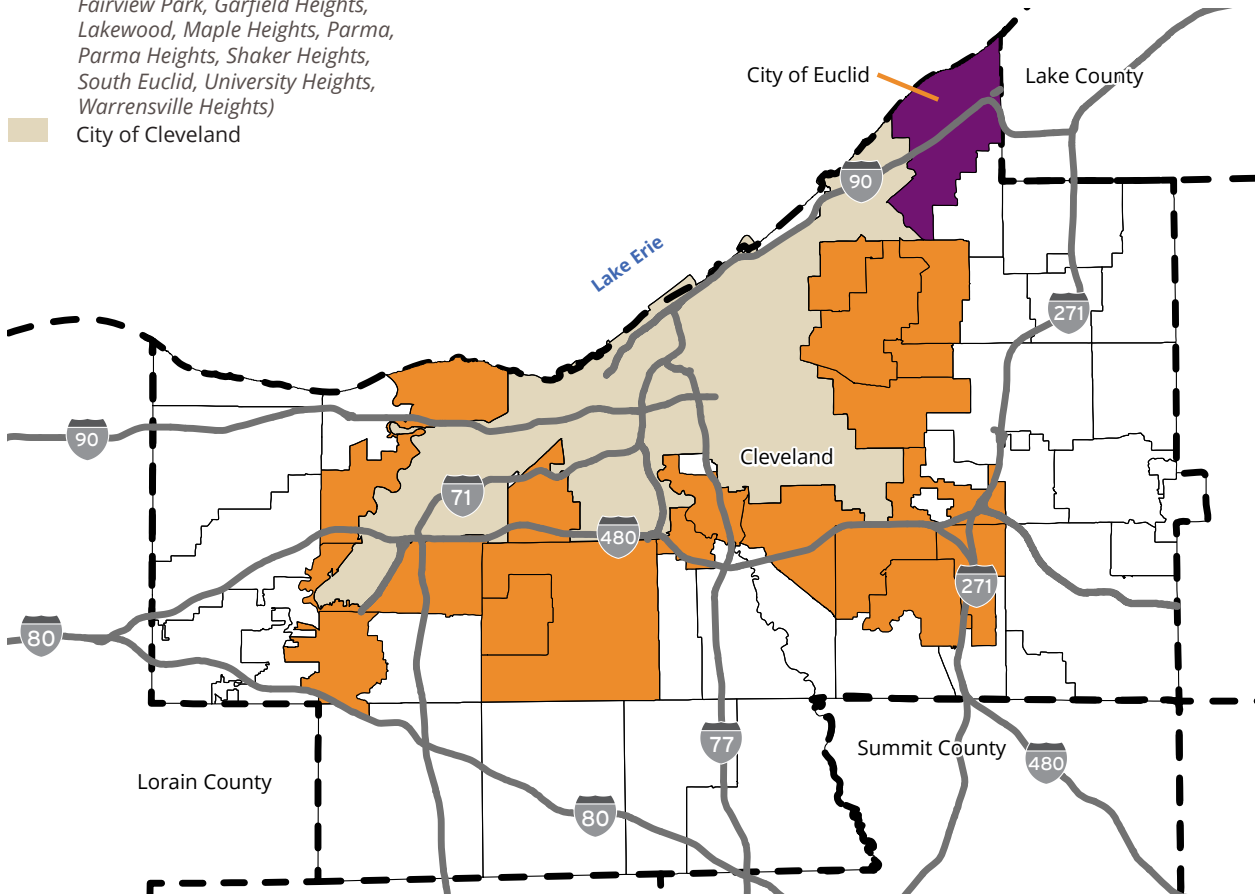 Fairview Park, Garfield Heights,
Lakewood, Maple Heights, Parma,
Parma Heights, Shaker Heights,
South Euclid, University Heights,
Warrensville Heights)
City of Cleveland
City of Euclid
Lake County
90
Lake Erie
271
90
Cleveland
71
480
271
80
77
Summit County
480
Lorain County
80